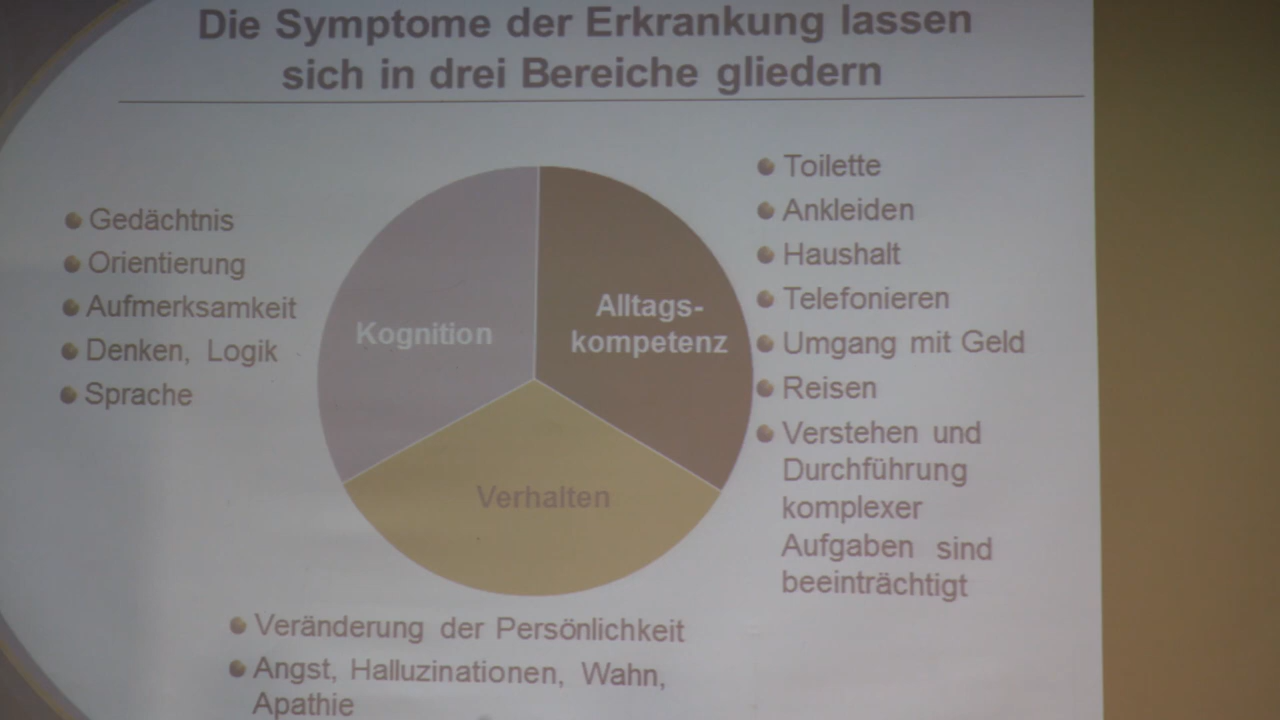 Die Symptome der Erkrankung lassen
sich in drei Bereiche gliedern
Gedächtnis
Orientierung
Aufmerksamkeit
Denken, Logik
Sprache
Kognition
Alltags-
kompetenz
Verhalten
Toilette
Ankleiden
Haushalt
Telefonieren
Umgang mit Geld
Reisen
Verstehen und
Durchführung
komplexer
Aufgaben sind
beeinträchtigt
Veränderung der Persönlichkeit
Angst, Halluzinationen, Wahn,
Apathie